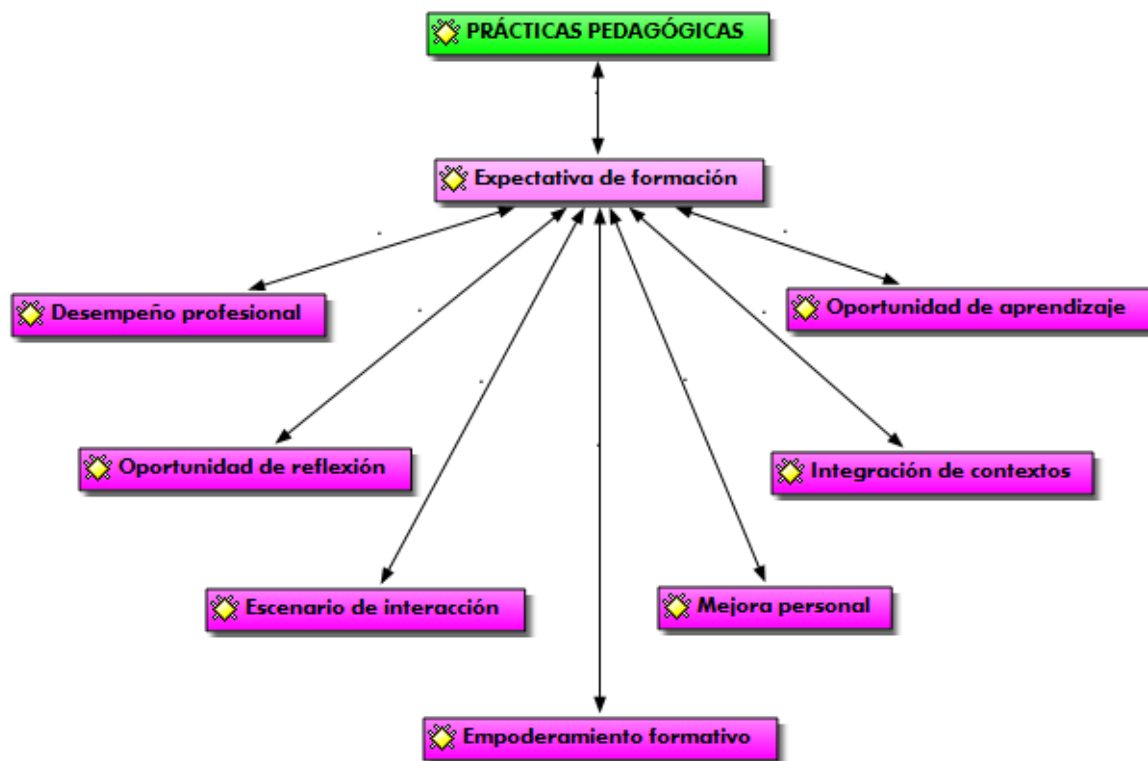 PRÁCTICAS PEDAGÓGICAS
Expectativa de formación
Desempeño profesional
Oportunidad de aprendizaje
Oportunidad de reflexión
Integración de contextos
Escenario de interacción
Mejora personal
Empoderamiento formativo